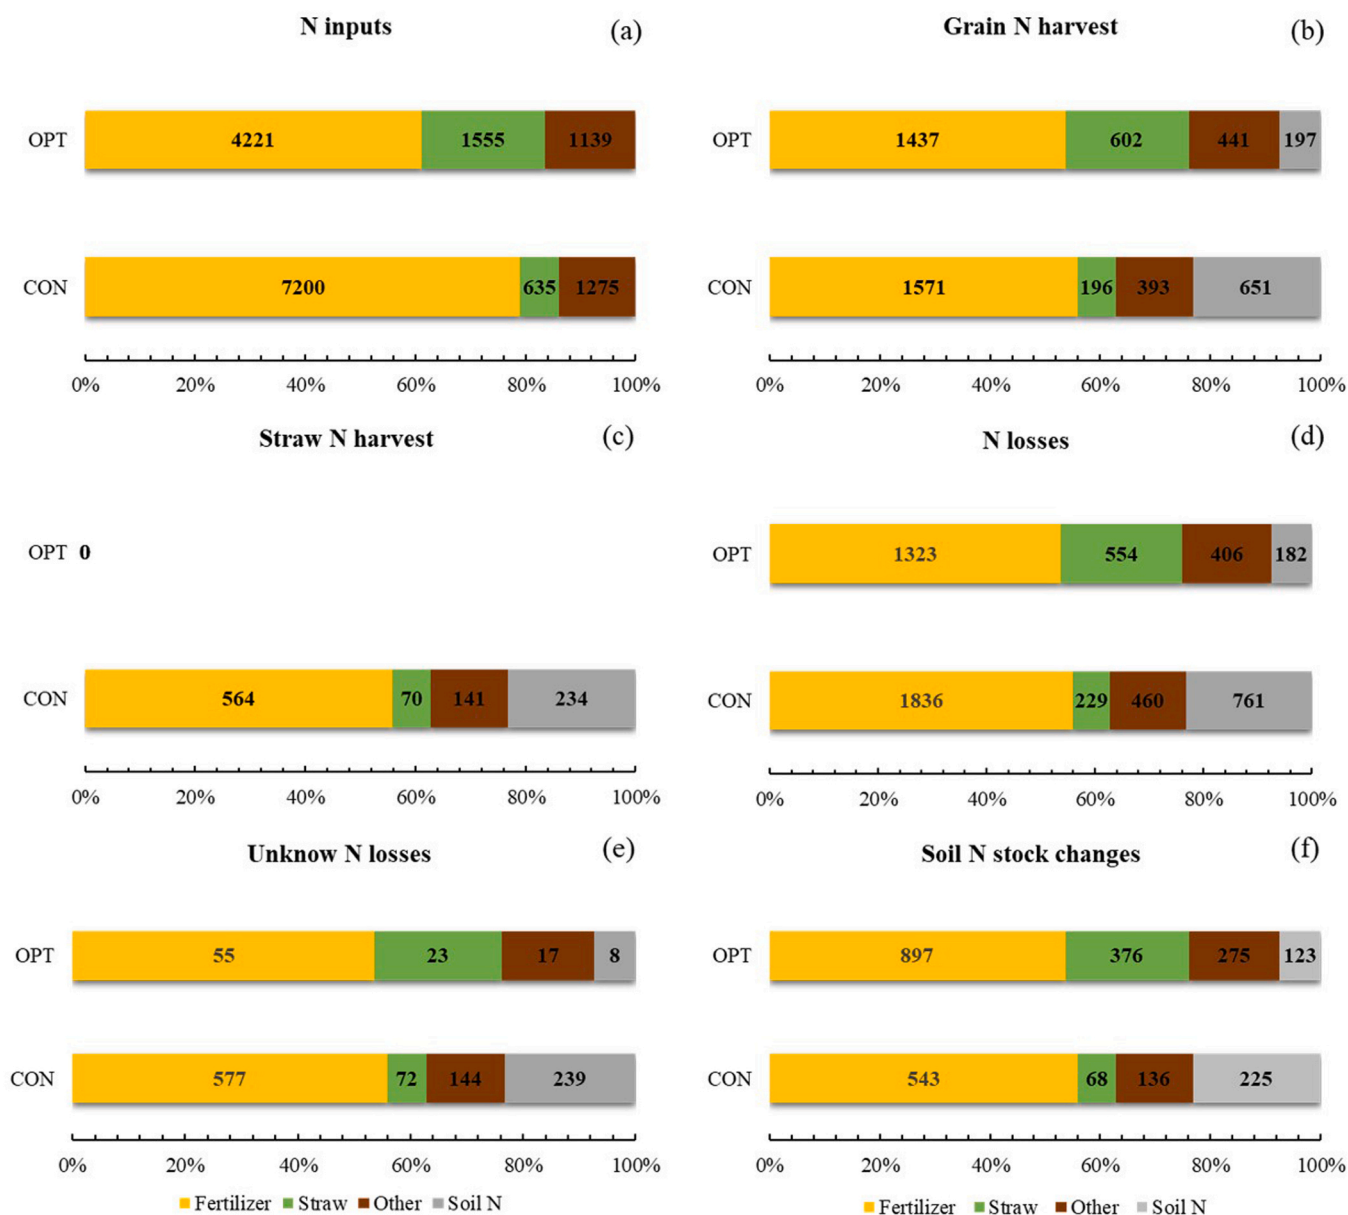 N inputs
(a)
OPT
4221 1555 1139
CON
7200 635 1275
0% 20% 40% 60% 80% 100%
Grain N harvest
(b)
OPT
1437 602 441 197
CON
1571 196 393 651
0% 20% 40% 60% 80% 100%
Straw N harvest
(c)
OPT 0
CON
564 70 141 234
0% 20% 40% 60% 80% 100%
N losses
(d)
OPT
1323 554 406 182
CON
1836 229 460 761
0% 20% 40% 60% 80% 100%
Unknow N losses
(e)
OPT
55 23 17 8
CON
577 72 144 239
0% 20% 40% 60% 80% 100%
Fertilizer Straw Other Soil N
Soil N stock changes
(f)
OPT
897 376 275 123
CON
543 68 136 225
0% 20% 40% 60% 80% 100%
Fertilizer Straw Other Soil N